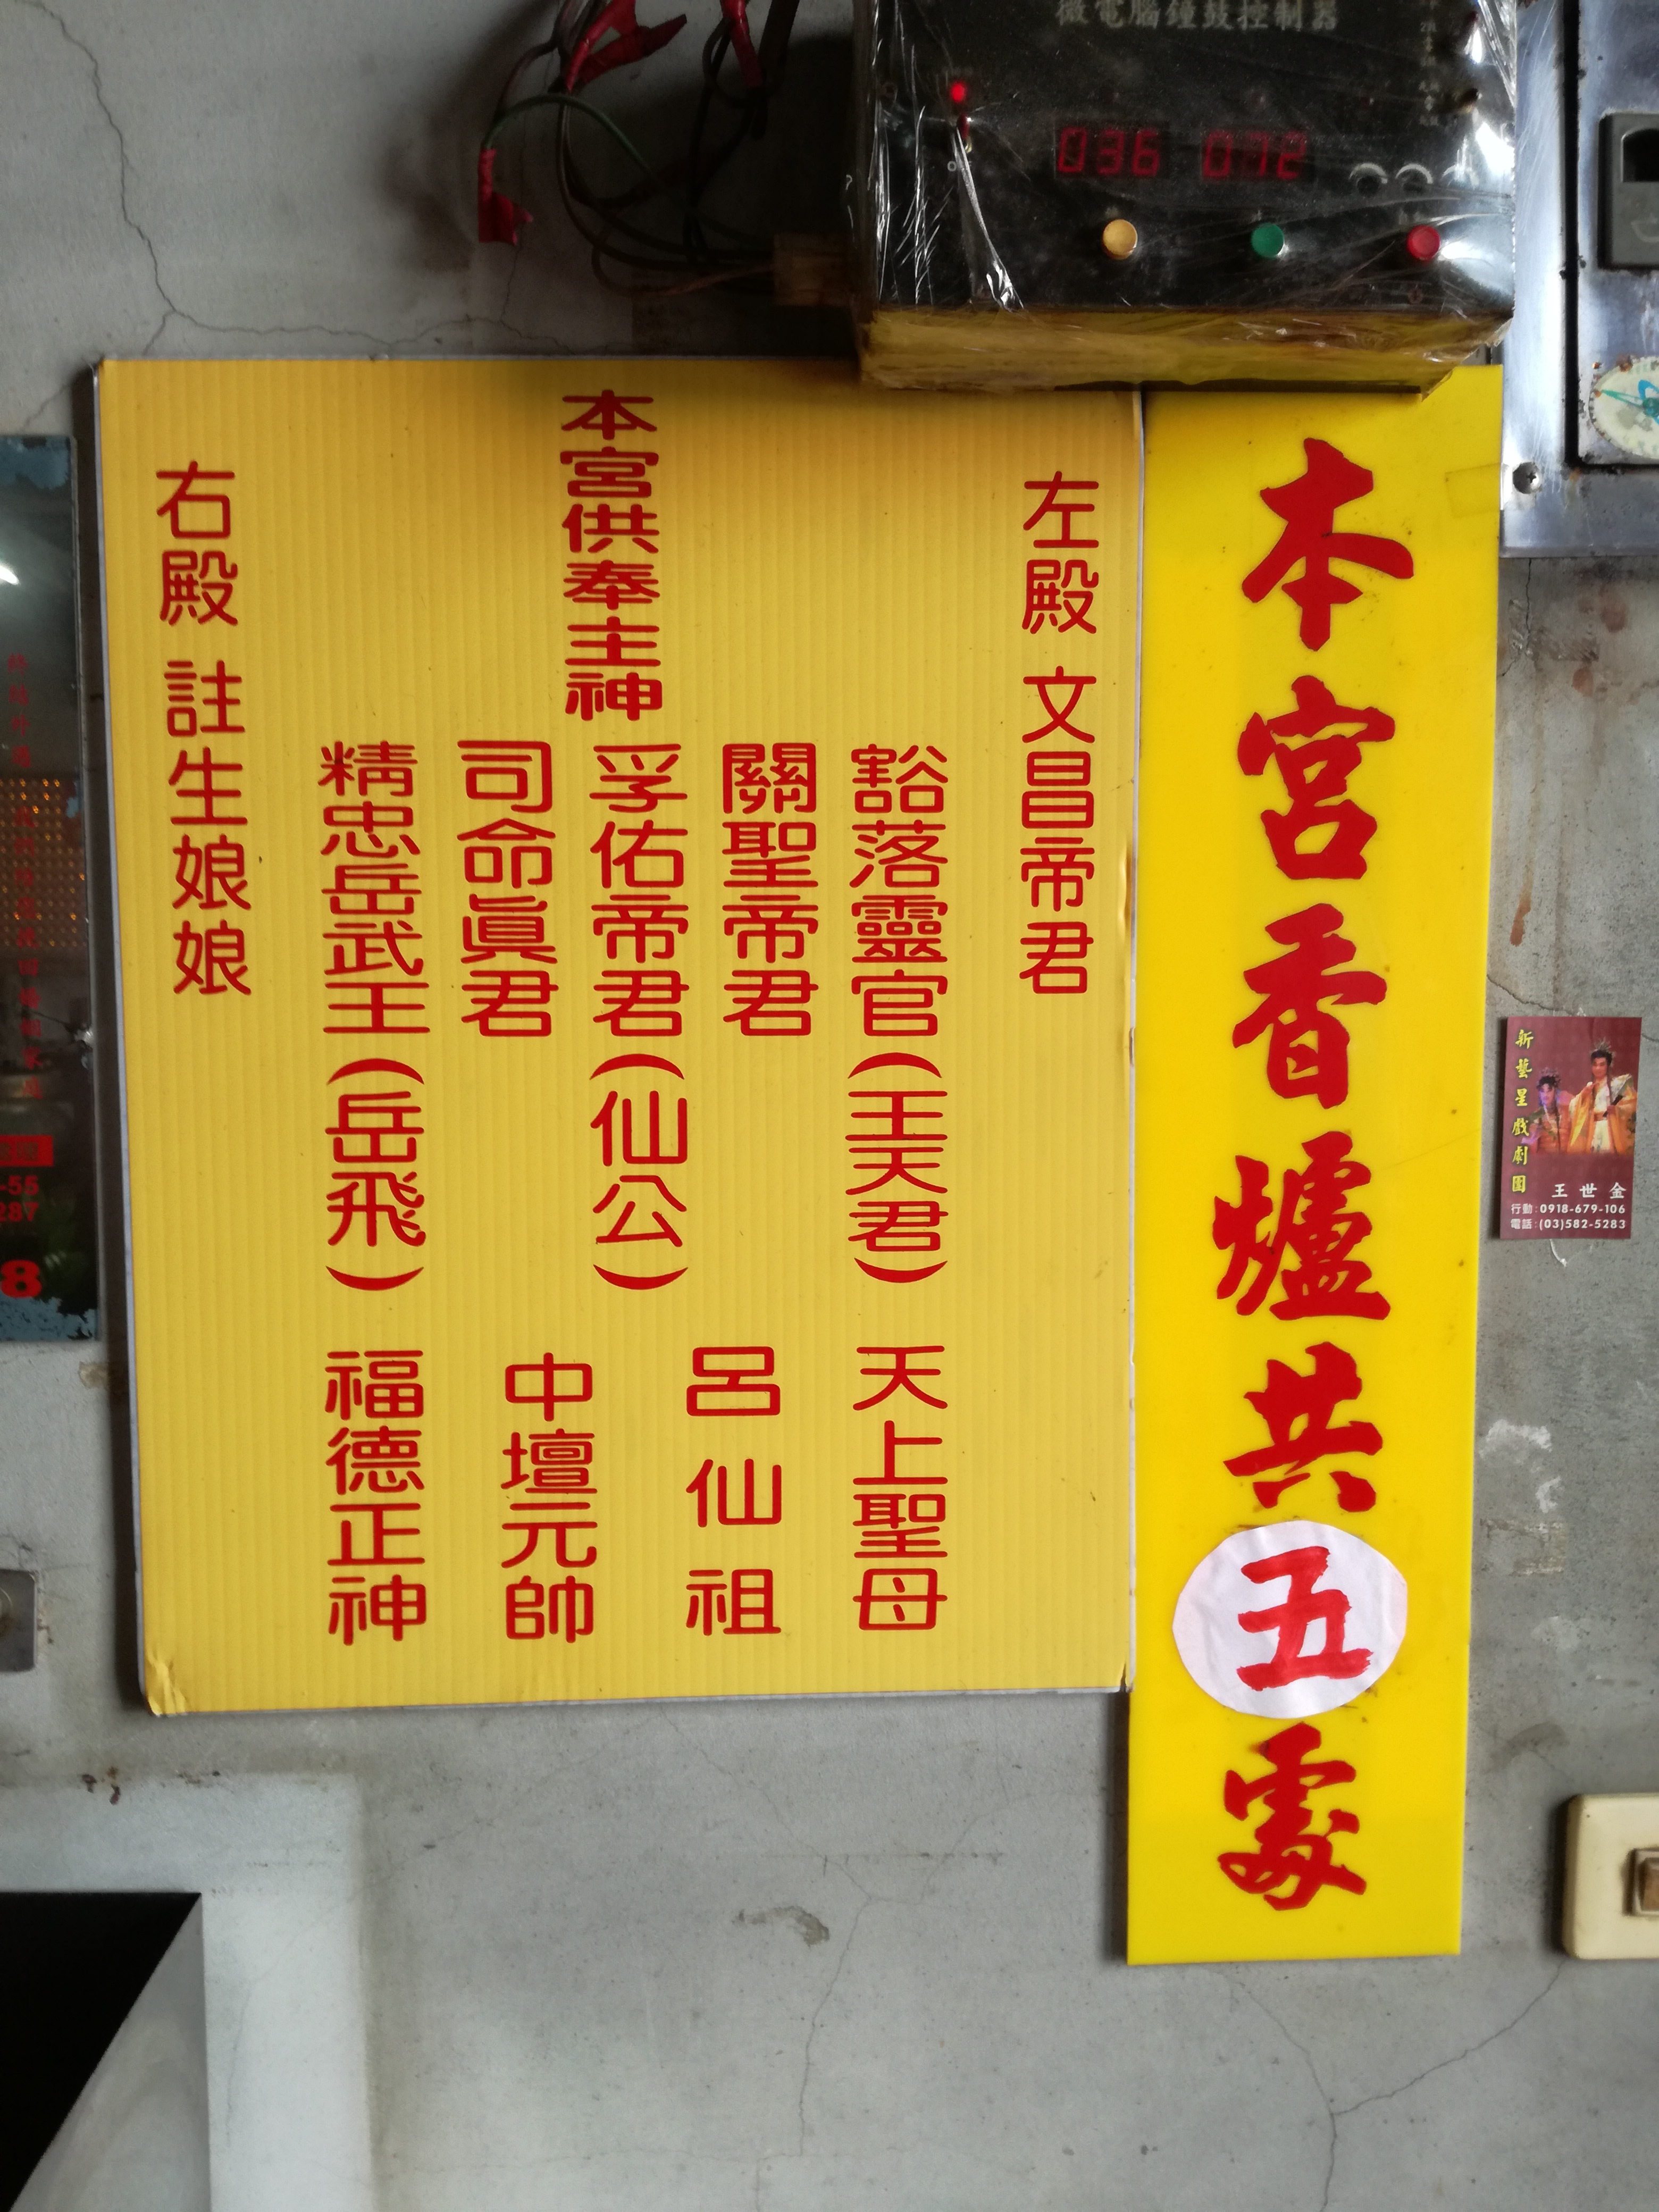 微電腦鐘鼓控制器
036 072
本宮香爐共五處
左殿 文昌帝君
本宮供奉主神
豁落靈官(王天君)
關聖帝君
孚佑帝君(仙公)
司命眞君
精忠岳武王(岳飛)
天上聖母
呂仙祖
中壇元帥
福德正神
右殿 註生娘娘
新藝星戲劇團
王世金
行動:0918-679-106
電話:(03)582-5283
-55
287
8